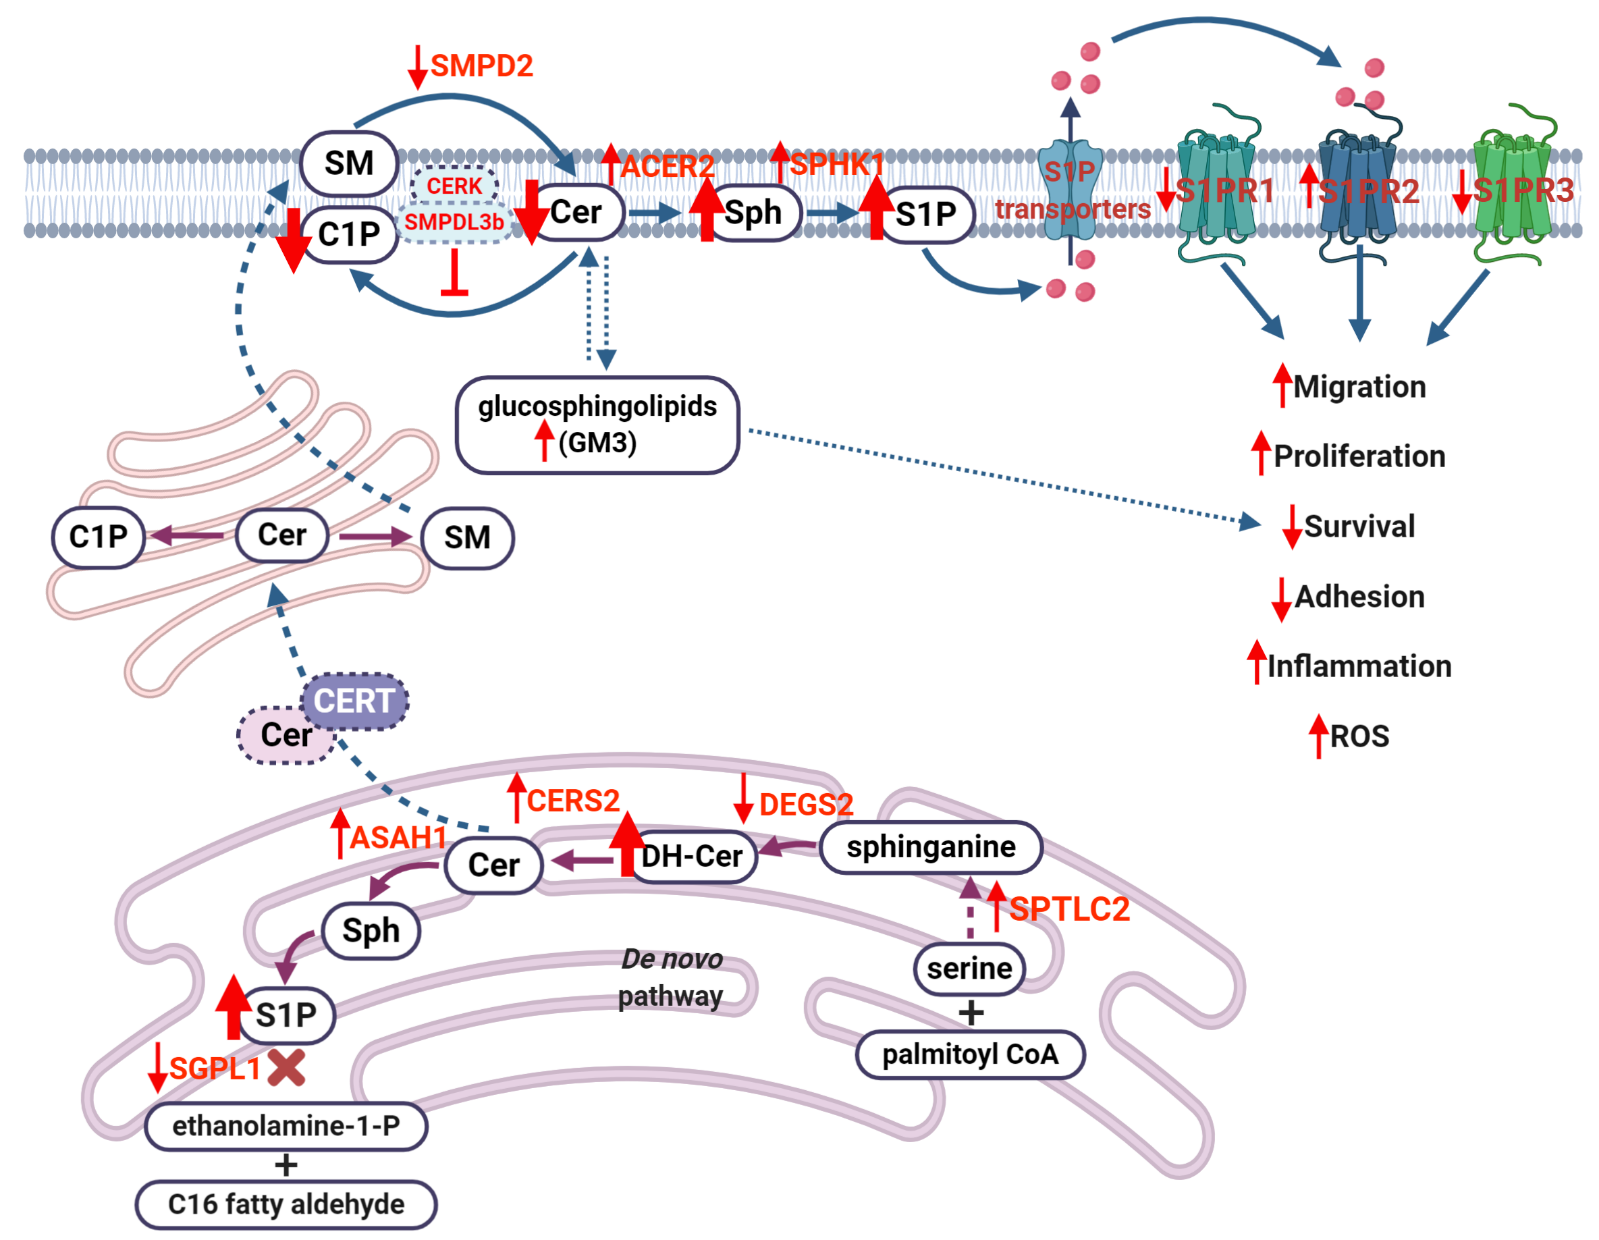 SMPD2
SM
CERK
SMPDL3b
C1P
Cer
ACER2
Sph
SPHK1
S1P
S1P
transporters
S1PR1
S1PR2
S1PR3
glucosphingolipids
(GM3)
Migration
Proliferation
Survival
Adhesion
Inflammation
ROS
C1P
Cer
SM
CERT
Cer
CERS2
DEGS2
ASAH1
Cer
DH-Cer
sphinganine
SPTLC2
Sph
De novo
pathway
serine
+
palmitoyl CoA
S1P
SGPL1
ethanolamine-1-P
+
C16 fatty aldehyde